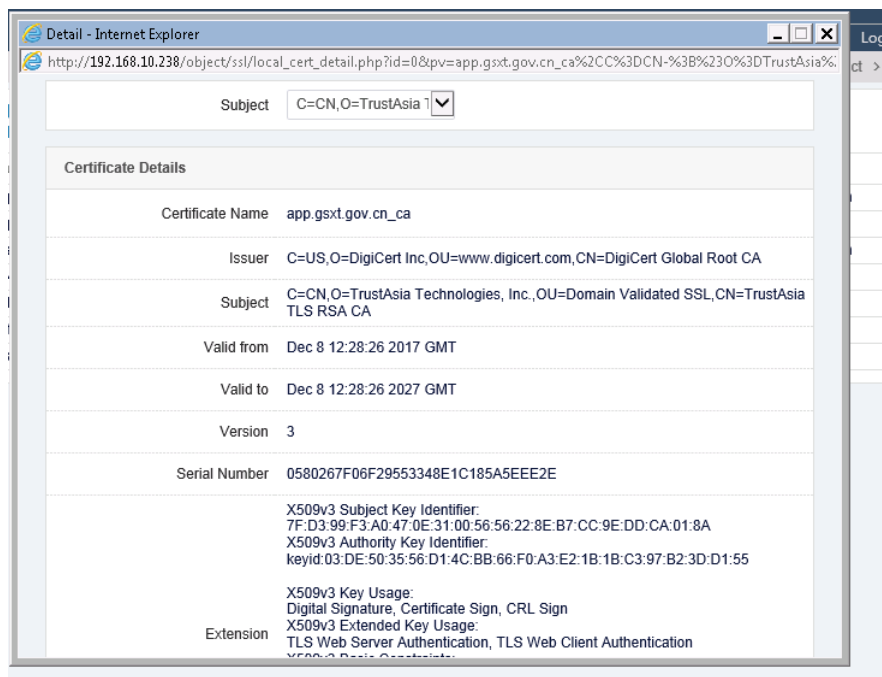 Detail - Internet Explorer
Log
http://192.168.10.238/object/ssl/local_cert_detail.php?id=0&pv=app.gsxt.gov.cn_ca%2CC%3DCN-%3B%23O%3DTrustAsia%.
ct >
Subject C=CN,O=TrustAsia T
Certificate Details
Certificate Name app.gsxt.gov.cn_ca
Issuer C=US,O=DigiCert Inc,OU=www.digicert.com,CN=DigiCert Global Root CA
Subject C=CN,O=TrustAsia Technologies, Inc.,OU=Domain Validated SSL,CN=TrustAsia
TLS RSA CA
Valid from Dec 8 12:28:26 2017 GMT
Valid to Dec 8 12:28:26 2027 GMT
Version 3
Serial Number 0580267F06F29553348E1C185A5EEE2E
X509v3 Subject Key Identifier:
7F:D3:99:F3:A0:47:0E:31:00:56:56:22:8E:B7:CC:9E:DD:CA:01:8A
X509v3 Authority Key Identifier:
keyid:03:DE:50:35:56:D1:4C:BB:66:F0:A3:E2:1B:1B:C3:97:B2:3D:D1:55
X509v3 Key Usage:
Digital Signature, Certificate Sign, CRL Sign
X509v3 Extended Key Usage:
Extension TLS Web Server Authentication, TLS Web Client Authentication
X509v3 Basic Constraints: